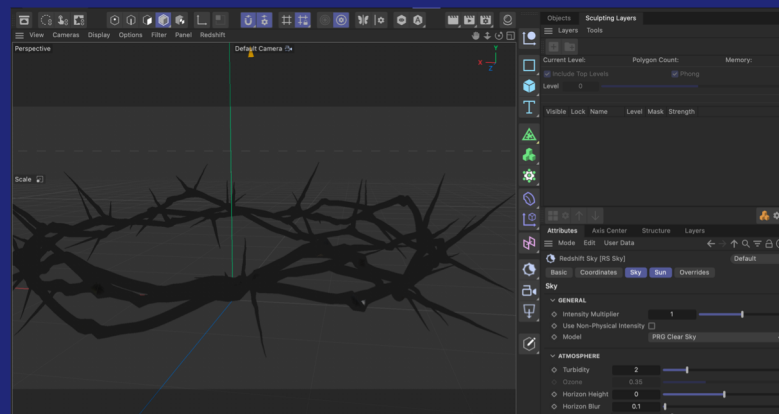 Objects Sculpting Layers
View Cameras Display Options Filter Panel Redshift
Layers Tools
Perspective
Default Camera
Y
X
Z
Current Level: Polygon Count: Memory:
Include Top Levels Phong
Level 0
Visible Lock Name Level Mask Strength
Scale
Attributes Axis Center Structure Layers
Mode Edit User Data
Redshift Sky [RS Sky] Default
Basic Coordinates Sky Sun Overrides
Sky
GENERAL
Intensity Multiplier 1
Use Non-Physical Intensity
Model PRG Clear Sky
ATMOSPHERE
Turbidity 2
Ozone 0.35
Horizon Height 0
Horizon Blur 0.1